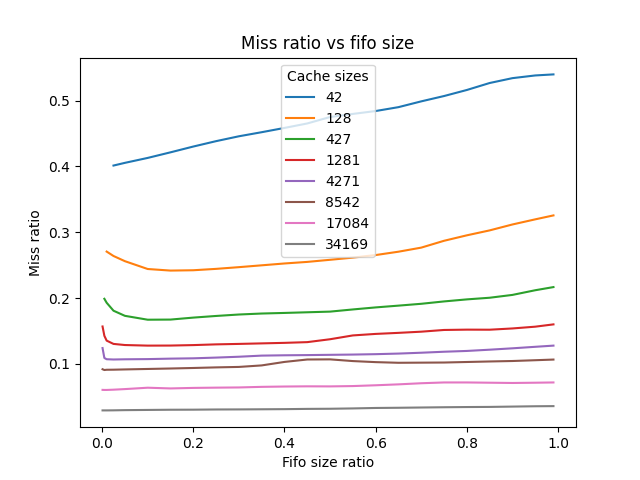 Miss ratio vs fifo size
Cache sizes
42
128
427
1281
4271
8542
17084
34169
Miss ratio
0.5
0.4
0.3
0.2
0.1
0.0 0.2 0.4 0.6 0.8 1.0
Fifo size ratio